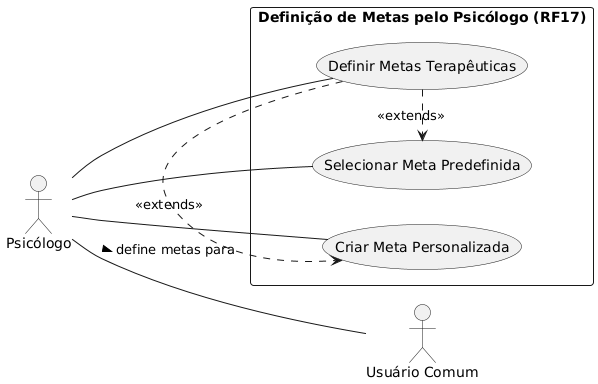 Definição de Metas pelo Psicólogo (RF17)
Definir Metas Terapêuticas
«extends»
Selecionar Meta Predefinida
«extends»
Psicólogo
Criar Meta Personalizada
define metas para
Usuário Comum